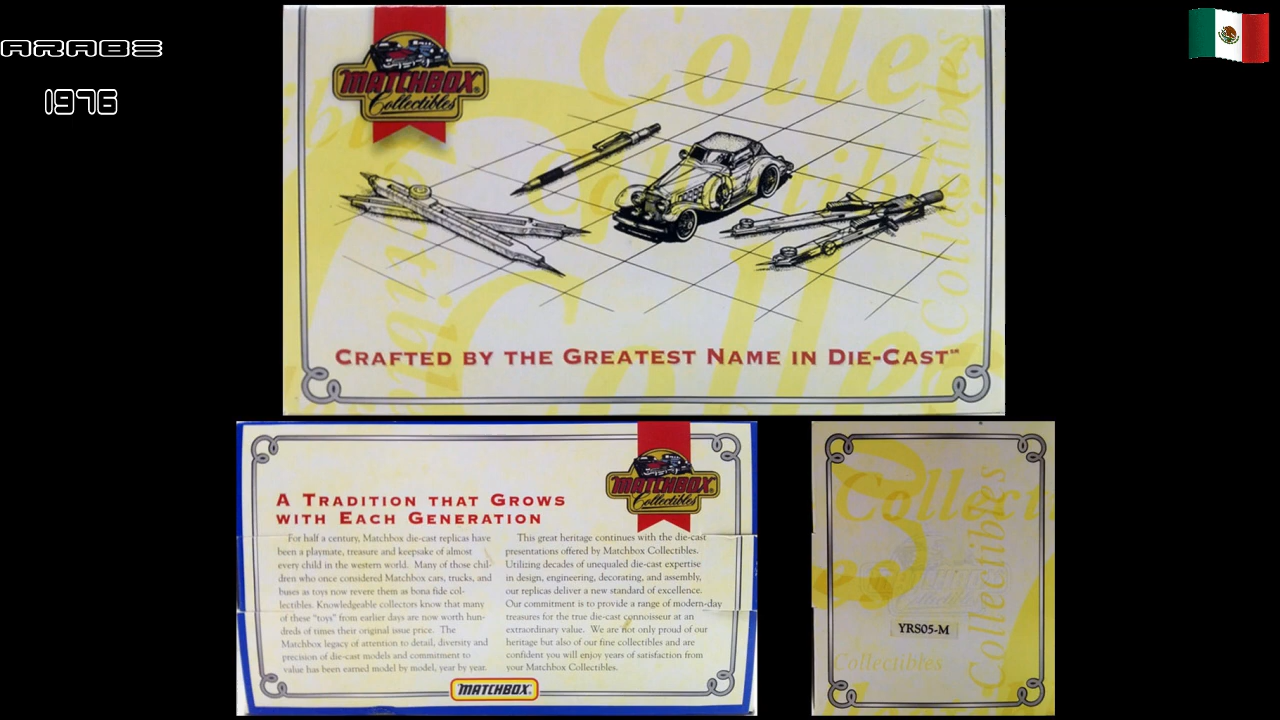 ARABE
1976
MATCHBOX
Collectibles
CRAFTED BY THE GREATEST NAME IN DIE-CAST℠
MATCHBOX
Collectibles
A TRADITION THAT GROWS
WITH EACH GENERATION
For half a century, Matchbox die-cast replicas have
been a playmate, treasure and keepsake of almost
every child in the western world. Many of those chil-
dren who once considered Matchbox cars, trucks, and
buses as toys now revere them as bona fide col-
lectibles. Knowledgeable collectors know that many
of these "toys" from earlier days are now worth hun-
dreds of times their original issue price. The
Matchbox legacy of attention to detail, diversity and
precision of die-cast models and commitment to
value has been earned model by model, year by year.
This great heritage continues with the die-cast
presentations offered by Matchbox Collectibles.
Utilizing decades of unequaled die-cast expertise
in design, engineering, decorating, and assembly,
our replicas deliver a new standard of excellence.
Our commitment is to provide a range of modern-day
treasures for the true die-cast connoisseur at an
extraordinary value. We are not only proud of our
heritage but also of our fine collectibles and are
confident you will enjoy years of satisfaction from
your Matchbox Collectibles.
MATCHBOX
Collectibles
YRS05-M
Collectibles